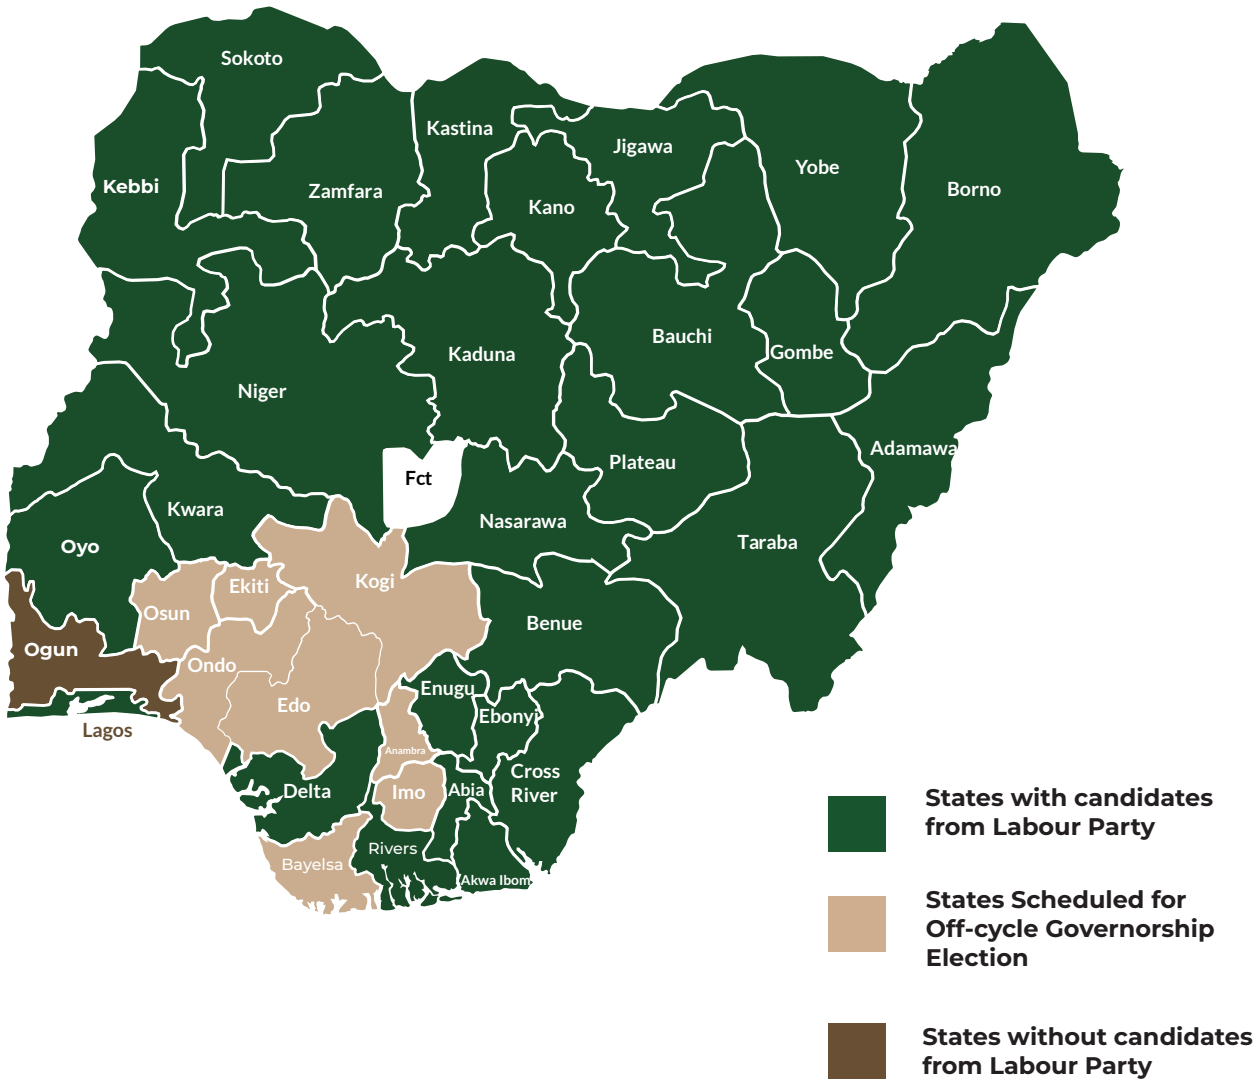 Sokoto
Kastina
Jigawa
Yobe
Borno
Kebbi
Zamfara
Kano
Bauchi
Gombe
Kaduna
Niger
Adamawa
Plateau
Fct
Kwara
Nasarawa
Oyo
Taraba
Kogi
Ekiti
Osun
Benue
Ogun
Ondo
Enugu
Edo
Ebonyi
Lagos
Anambra
Cross
River
Delta
Imo
Abia
Rivers
Bayelsa
Akwa Ibom
States with candidates
from Labour Party
States Scheduled for
Off-cycle Governorship
Election
States without candidates
from Labour Party